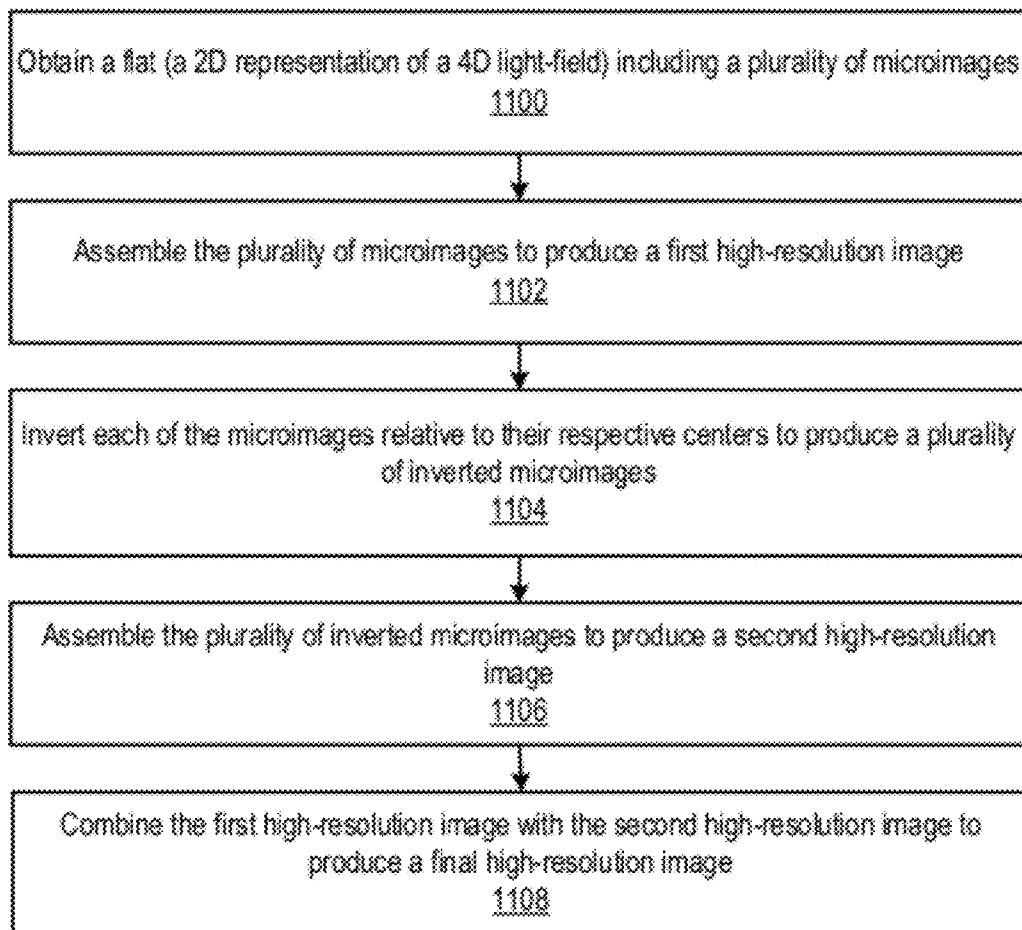 Obtain a flat (a 2D representation of a 4D light-field) including a plurality of microimages
1100
Assemble the plurality of microimages to produce a first high-resolution image
1102
Invert each of the microimages relative to their respective centers to produce a plurality
of inverted microimages
1104
Assemble the plurality of inverted microimages to produce a second high-resolution
image
1106
Combine the first high-resolution image with the second high-resolution image to
produce a final high-resolution image
1108